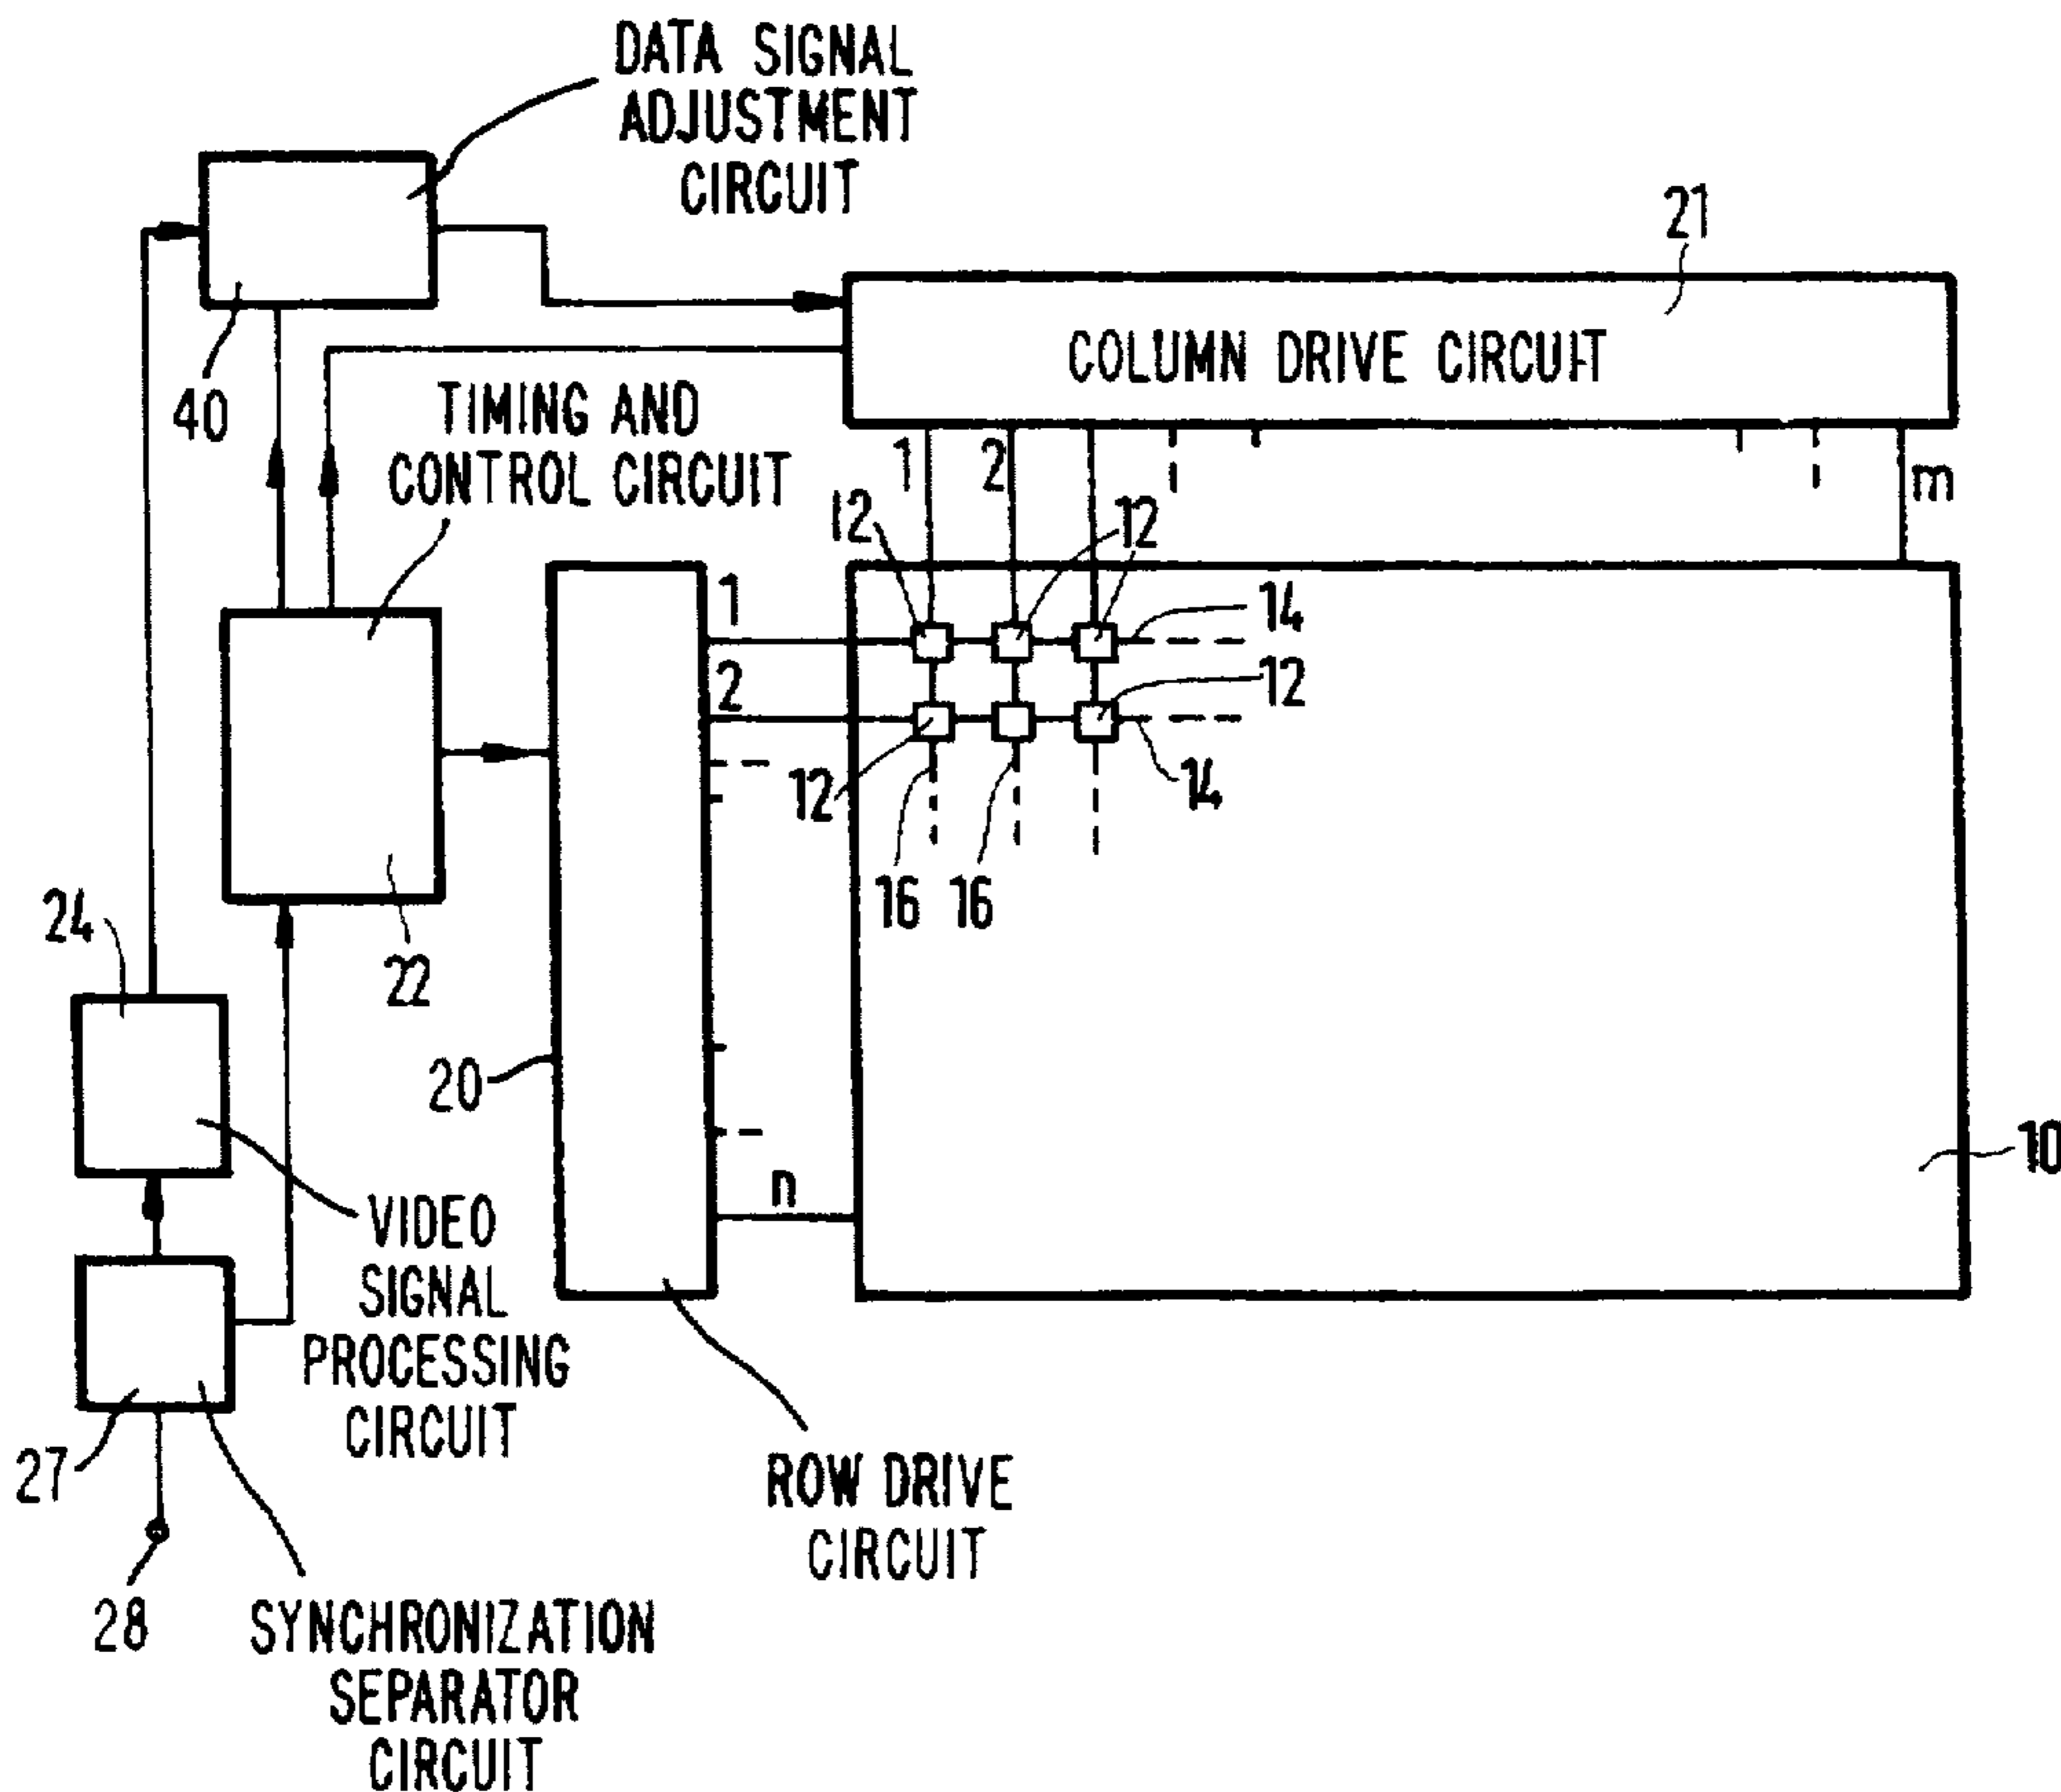 DATA SIGNAL
ADJUSTMENT
CIRCUIT
21
COLUMN DRIVE CIRCUIT
40
TIMING AND
CONTROL CIRCUIT
1
2
m
12
12
1
14
2
12
12
14
16
16
24
22
20
10
n
VIDEO
SIGNAL
PROCESSING
CIRCUIT
27
ROW DRIVE
CIRCUIT
28
SYNCHRONIZATION
SEPARATOR
CIRCUIT